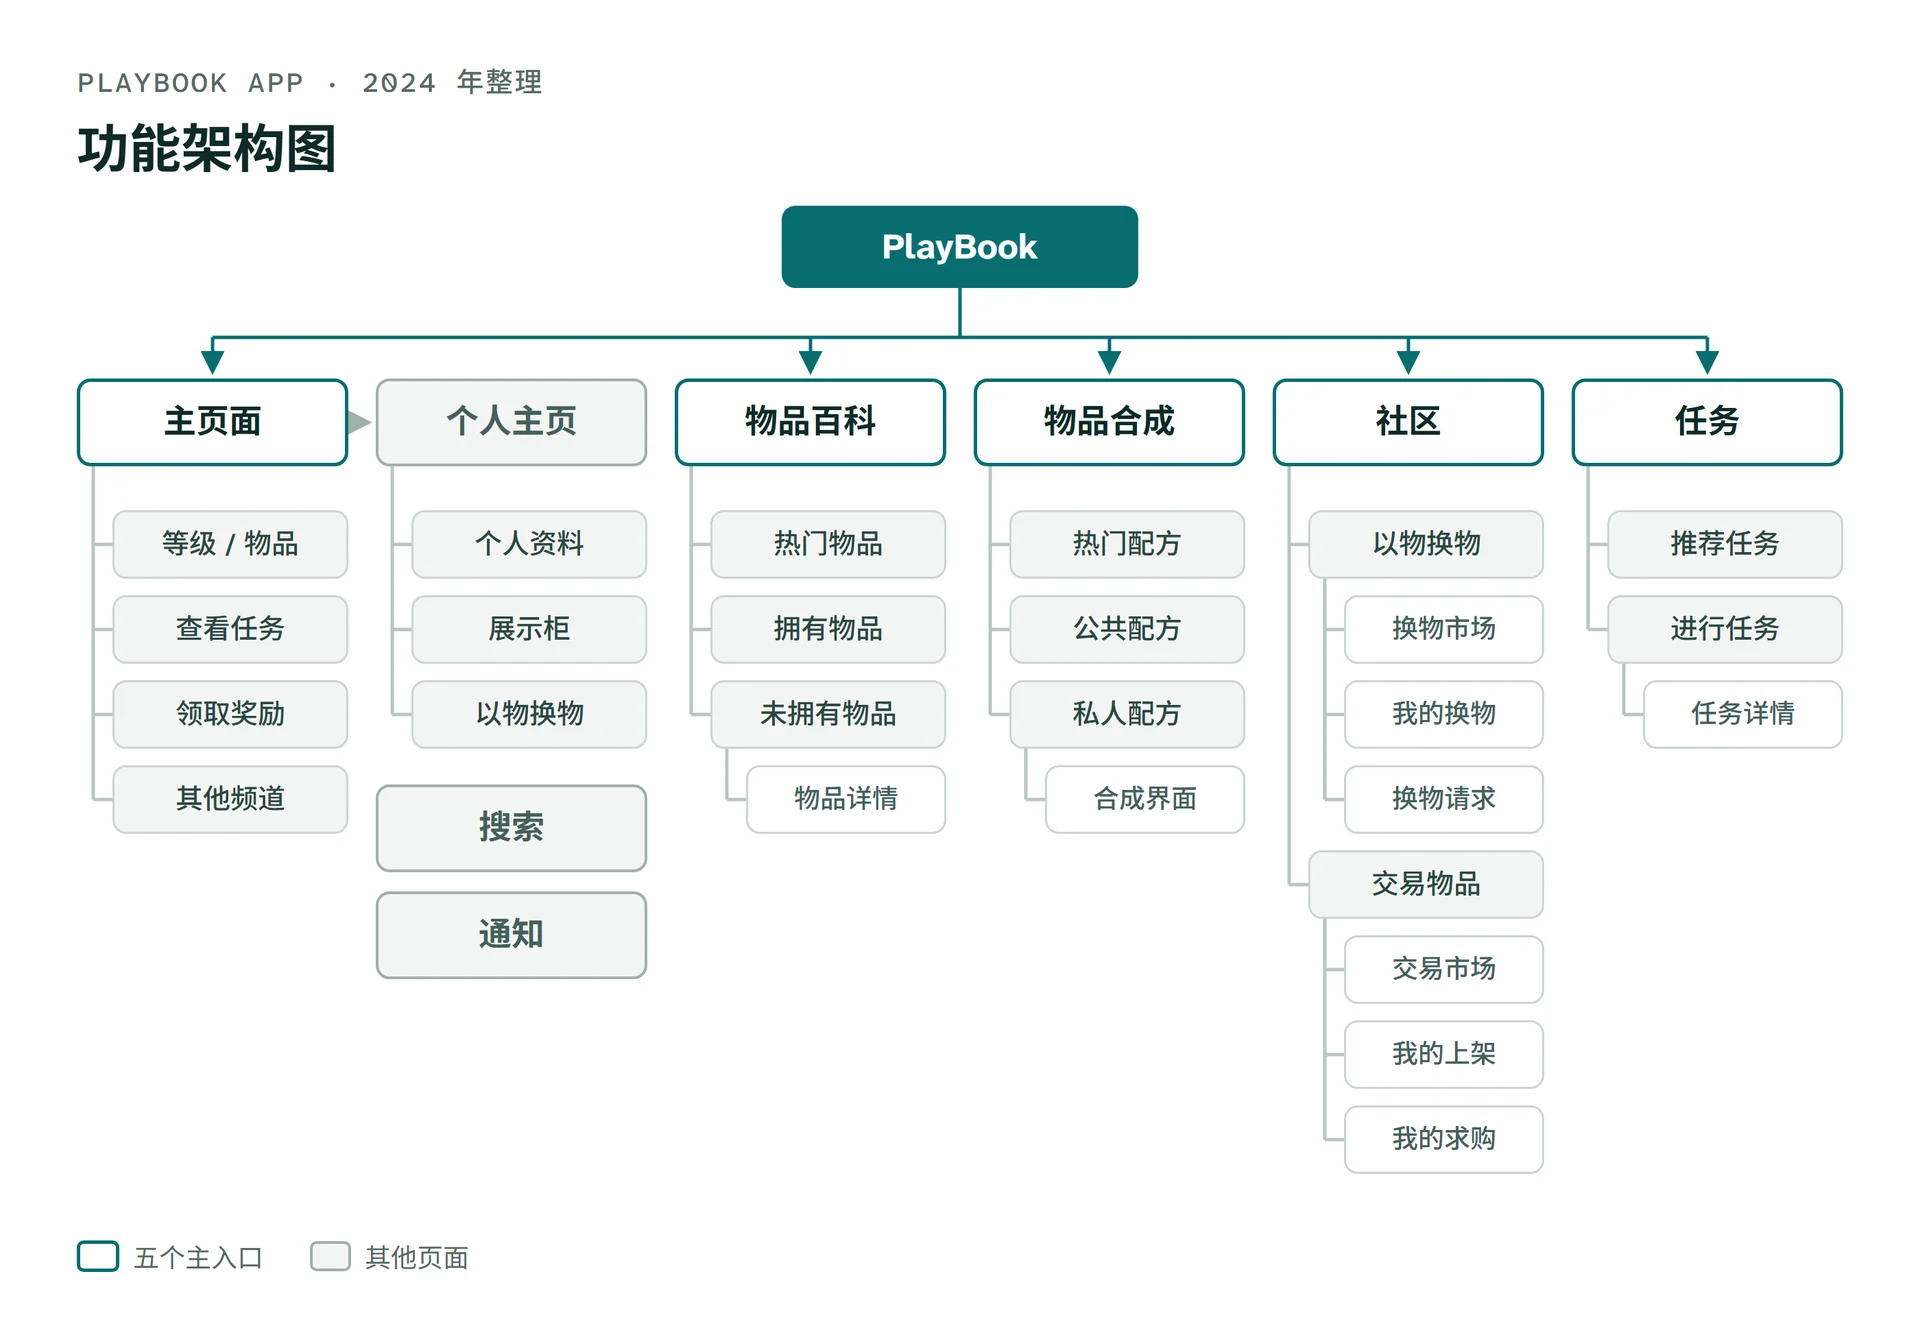 PLAYBOOK APP · 2024 年整理
功能架构图
PlayBook
主页面
个人主页
物品百科
物品合成
社区
任务
等级 / 物品
查看任务
领取奖励
其他频道
个人资料
展示柜
以物换物
搜索
通知
热门物品
拥有物品
未拥有物品
物品详情
热门配方
公共配方
私人配方
合成界面
以物换物
换物市场
我的换物
换物请求
交易物品
交易市场
我的上架
我的求购
推荐任务
进行任务
任务详情
五个主入口
其他页面